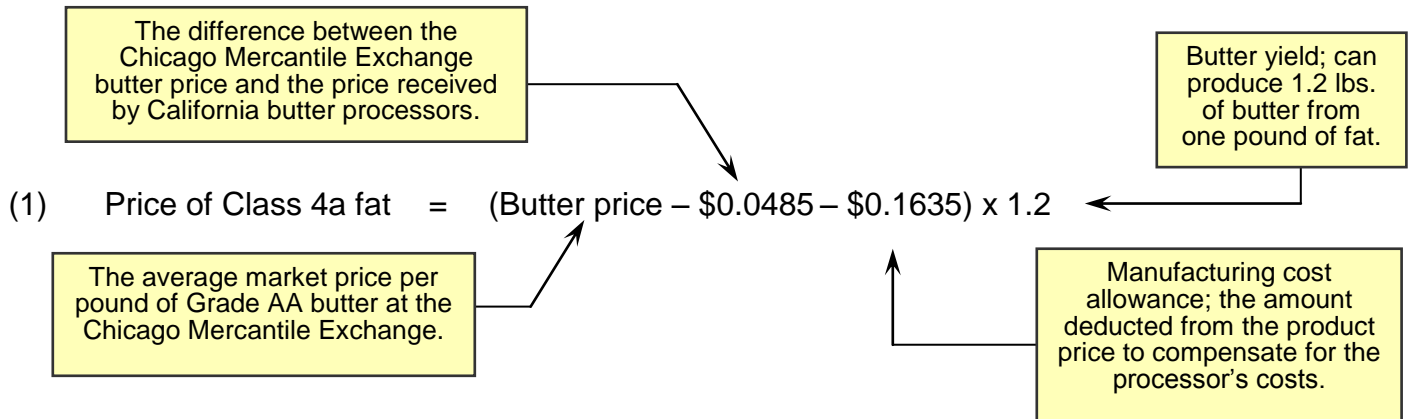 The difference between the
Chicago Mercantile Exchange
butter price and the price received
by California butter processors.
Butter yield; can
produce 1.2 lbs.
of butter from
one pound of fat.
(1) Price of Class 4a fat = (Butter price – $0.0485 – $0.1635) x 1.2
The average market price per
pound of Grade AA butter at the
Chicago Mercantile Exchange.
Manufacturing cost
allowance; the amount
deducted from the product
price to compensate for the
processor’s costs.